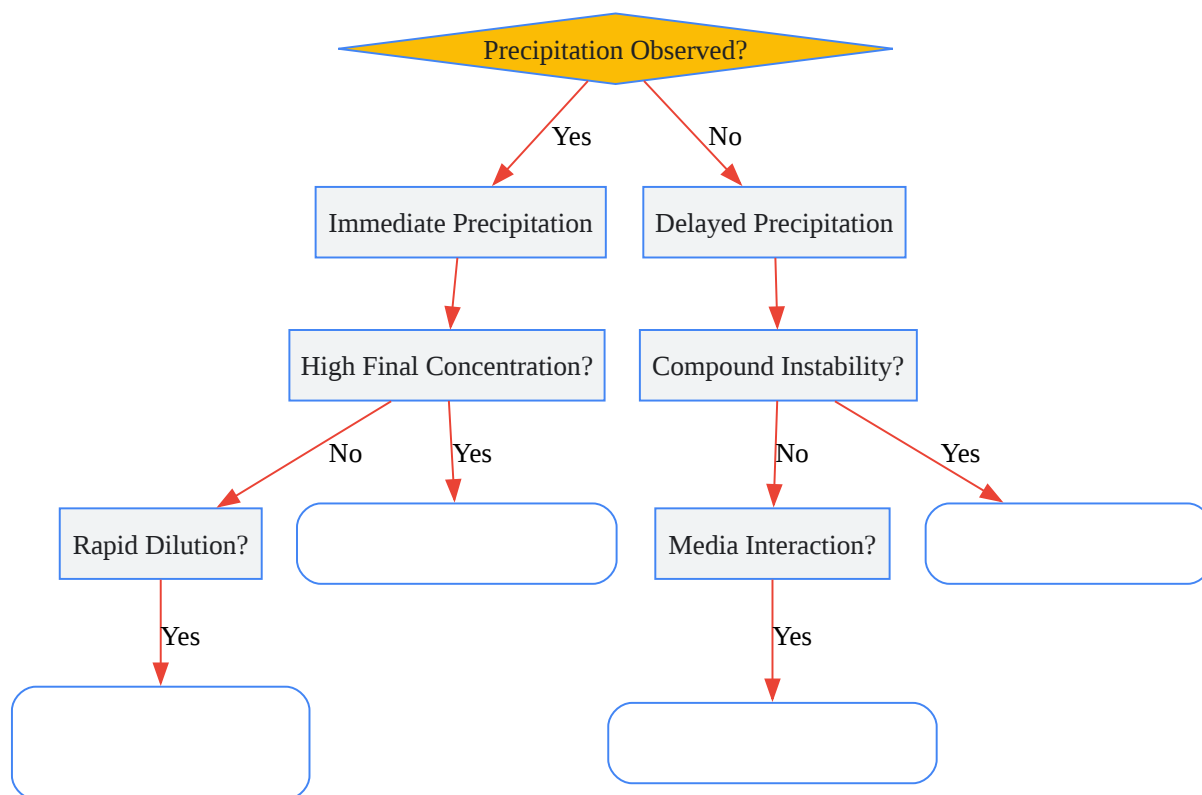 Precipitation Observed?
Yes
No
Immediate Precipitation
Delayed Precipitation
High Final Concentration?
Compound Instability?
No
Yes
No
Yes
Rapid Dilution?
Media Interaction?
Yes
Yes